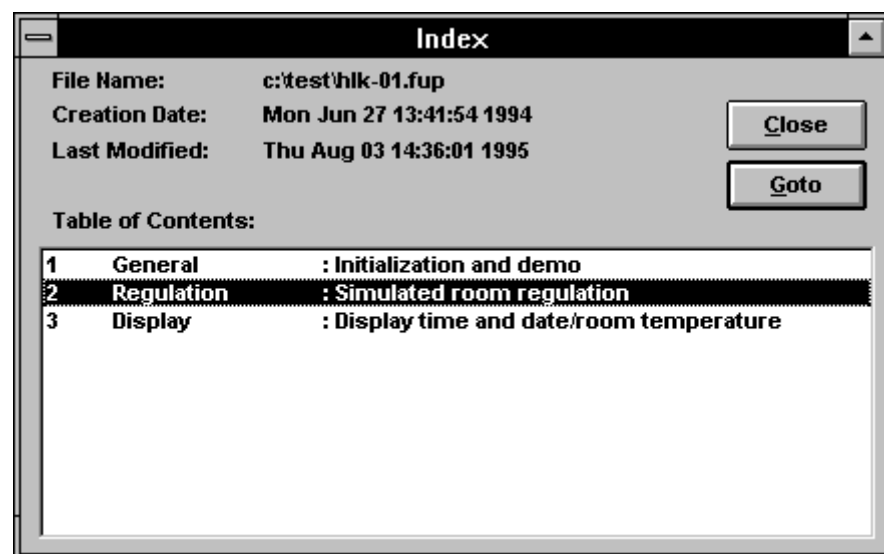 Index
File Name: c:\test\hlk-01.fup
Creation Date: Mon Jun 27 13:41:54 1994
Last Modified: Thu Aug 03 14:36:01 1995
Close
Goto
Table of Contents:
1 General : Initialization and demo
2 Regulation : Simulated room regulation
3 Display : Display time and date/room temperature